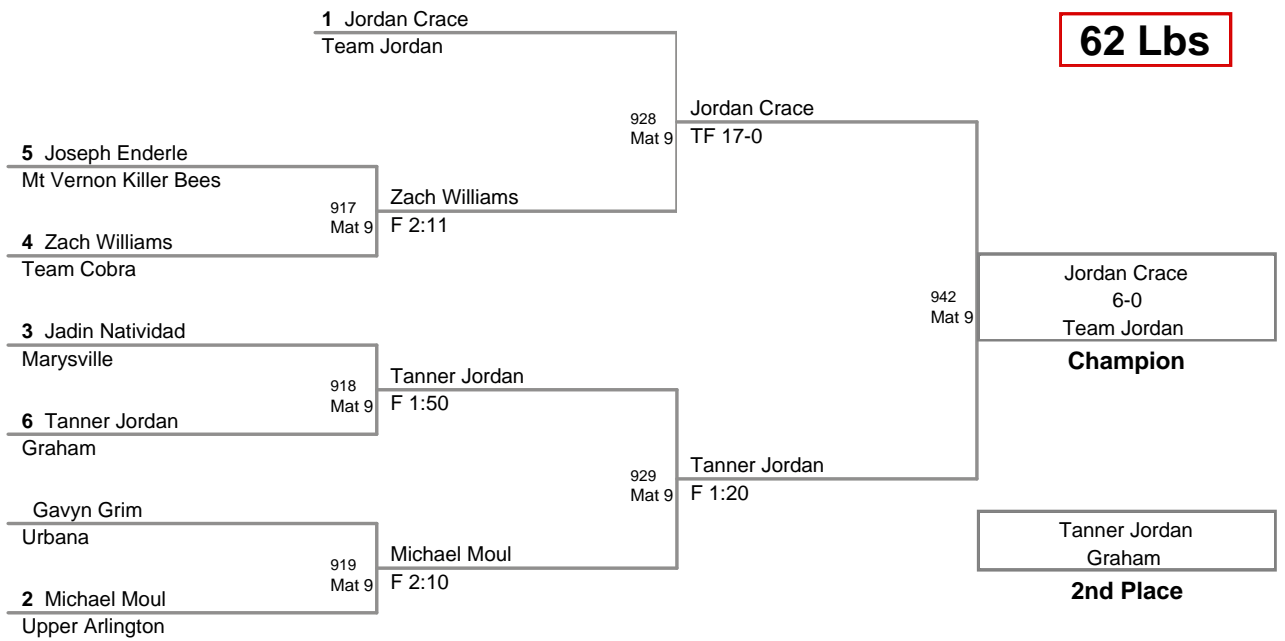 1 Jordan Crace
Team Jordan
62 Lbs
5 Joseph Enderle
Mt Vernon Killer Bees
917
Mat 9
4 Zach Williams
Team Cobra
Zach Williams
F 2:11
928
Mat 9
Jordan Crace
TF 17-0
3 Jadin Natividad
Marysville
918
Mat 9
6 Tanner Jordan
Graham
Tanner Jordan
F 1:50
Gavyn Grim
Urbana
919
Mat 9
2 Michael Moul
Upper Arlington
Michael Moul
F 2:10
929
Mat 9
Tanner Jordan
F 1:20
942
Mat 9
Jordan Crace
6-0
Team Jordan
Champion
Tanner Jordan
Graham
2nd Place